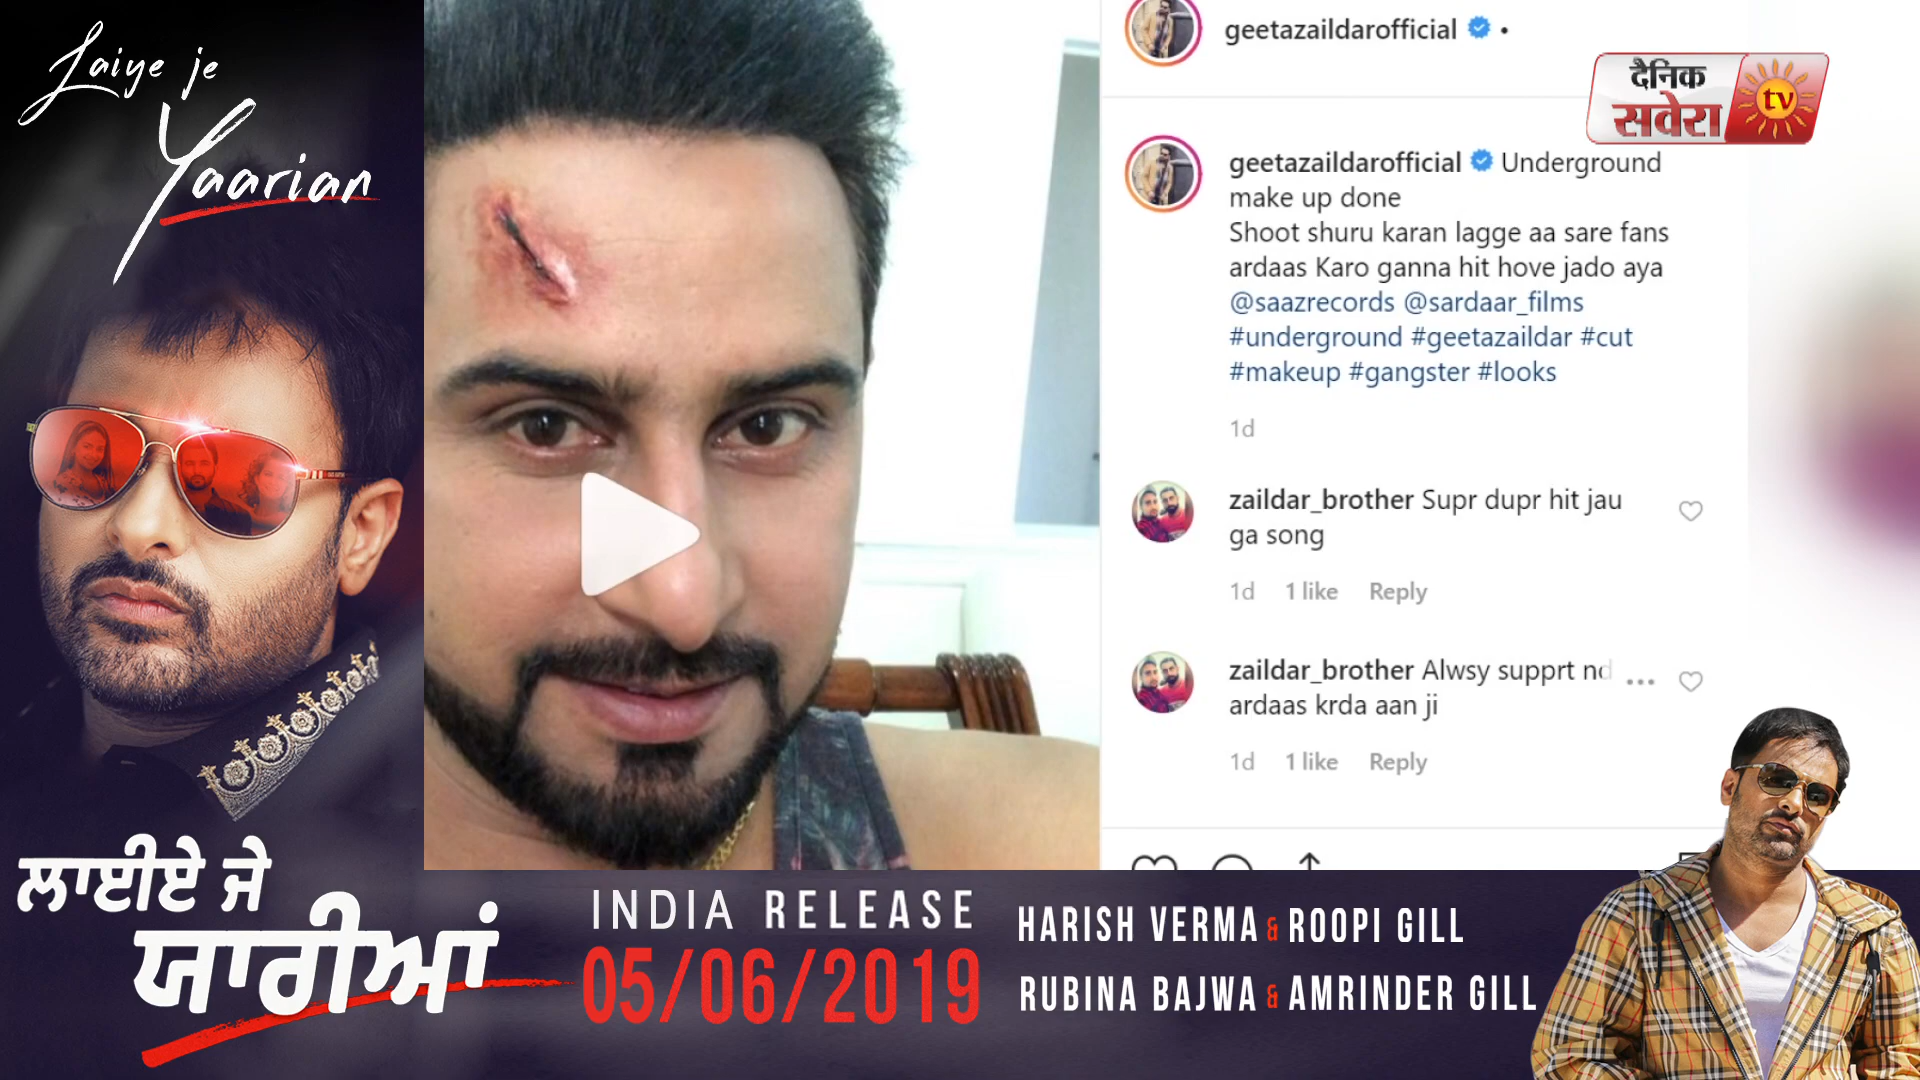 Laiye je
Yaarian
ਲਾਈਏ ਜੇ
ਯਾਰੀਆਂ
geetazaildarofficial •
दैनिक
सवेरा tv
geetazaildarofficial Underground
make up done
Shoot shuru karan lagge aa sare fans
ardaas Karo ganna hit hove jado aya
@saazrecords @sardaar_films
#underground #geetazaildar #cut
#makeup #gangster #looks
1d
zaildar_brother Supr dupr hit jau
ga song
1d 1 like Reply
zaildar_brother Alwsy supprt nd
ardaas krda aan ji
1d 1 like Reply
INDIA RELEASE
05/06/2019
HARISH VERMA & ROOPI GILL
RUBINA BAJWA & AMRINDER GILL